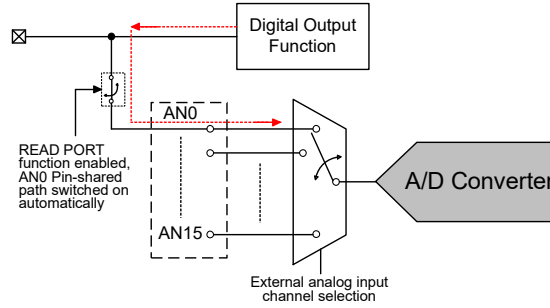 Digital Output
Function
AN0
READ PORT
function enabled,
AN0 Pin-shared
path switched on
automatically
A/D Converter
AN15
External analog input
channel selection